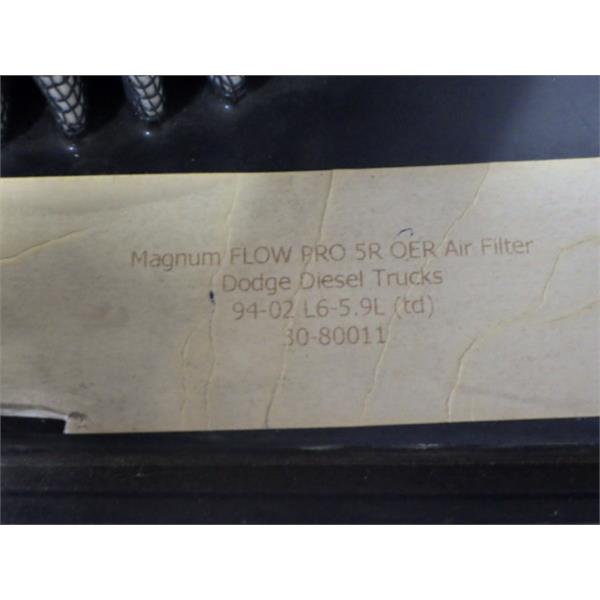 Magnum FLOW PRO 5R OER Air Filter
Dodge Diesel Trucks
94-02 L6-5.9L (td)
30-80011